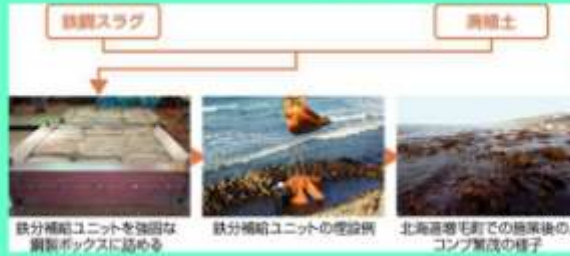 鉄鋼スラグ
廃植土
鉄分補給ユニットを強固な
鋼製ボックスに詰める
鉄分補給ユニットの埋設例
北海道増毛町での施策後の
コンブ繁茂の様子